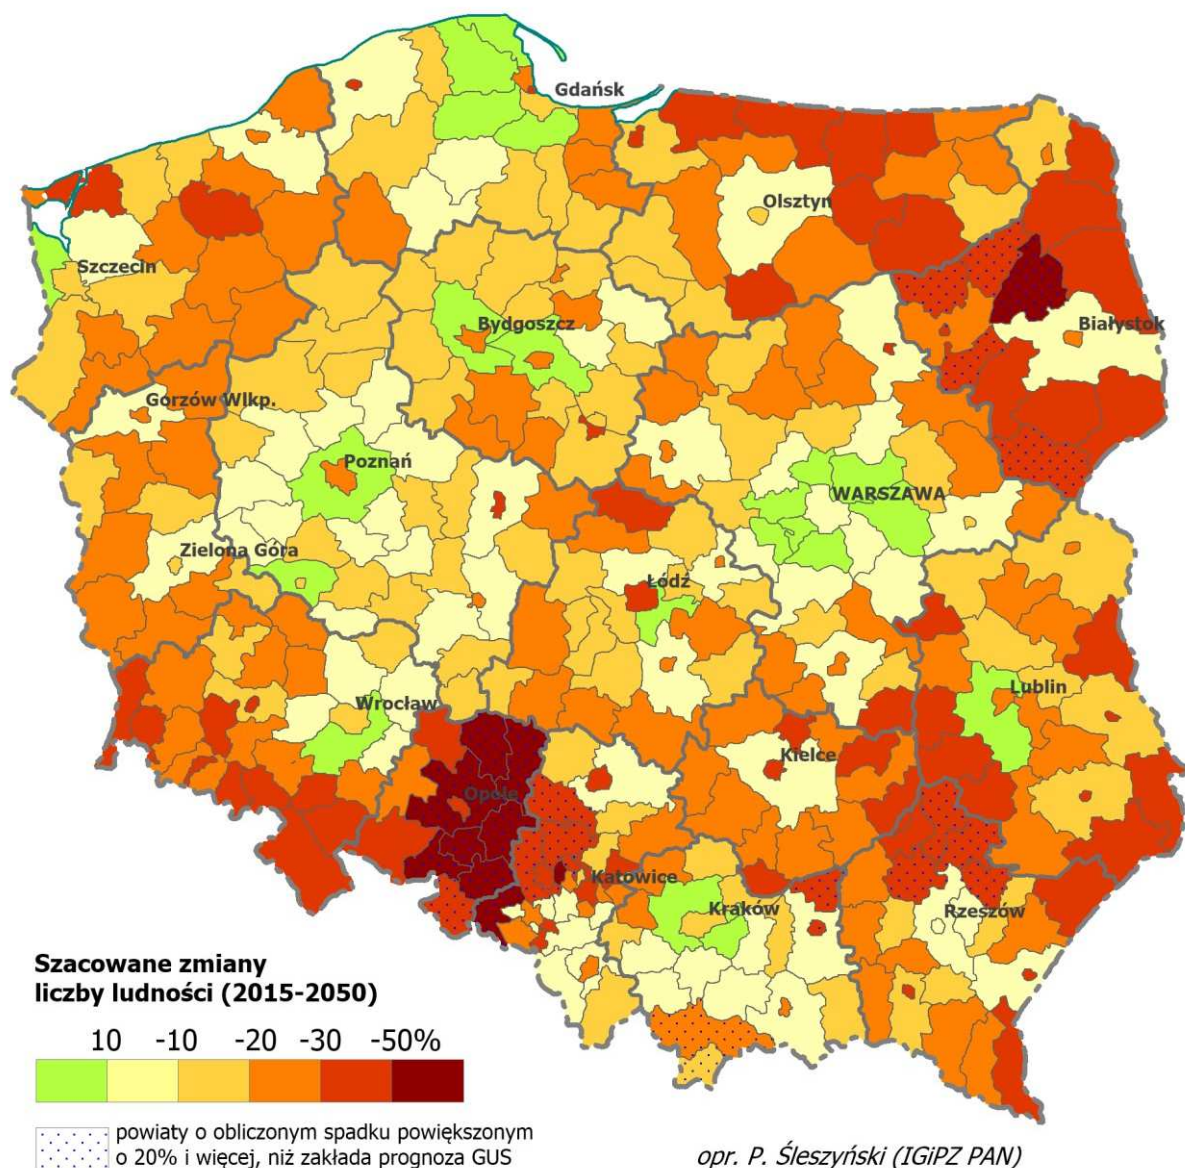 Gdańsk
Olsztyn
Szczecin
Bydgoszcz
Białystok
Gorzów Wlkp.
Poznań
WARSZAWA
Zielona Góra
Łódź
Wrocław
Lublin
Kielce
Opole
Katowice
Kraków
Rzeszów
Szacowane zmiany
liczby ludności (2015-2050)
10 -10 -20 -30 -50%
powiaty o obliczonym spadku powiększonym
o 20% i więcej, niż zakłada prognoza GUS
opr. P. Śleszyński (IGiPZ PAN)